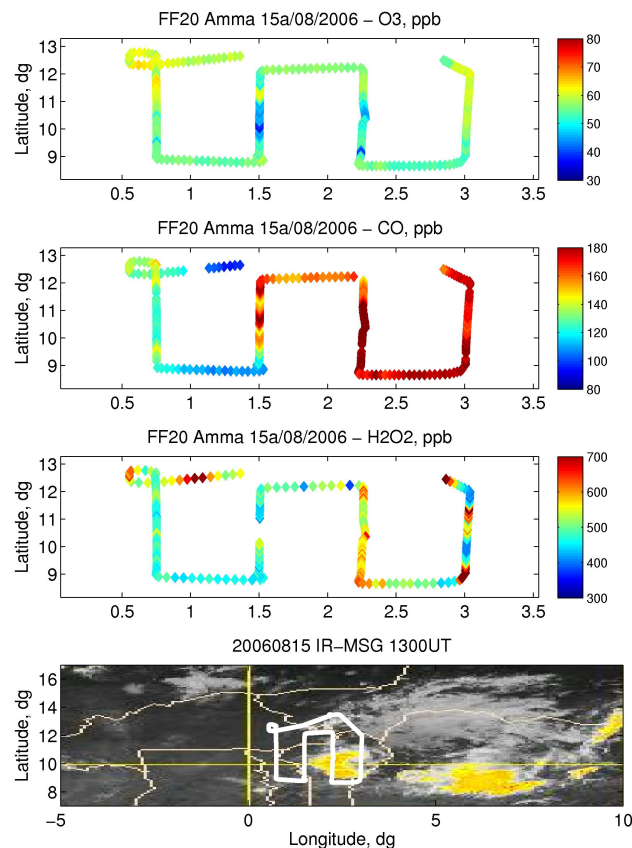 FF20 Amma 15a/08/2006 − O3, ppb
13
12
11
10
9
Latitude, dg
0.5 1 1.5 2 2.5 3 3.5
80
70
60
50
40
30
FF20 Amma 15a/08/2006 − CO, ppb
13
12
11
10
9
Latitude, dg
0.5 1 1.5 2 2.5 3 3.5
180
160
140
120
100
80
FF20 Amma 15a/08/2006 − H2O2, ppb
13
12
11
10
9
Latitude, dg
0.5 1 1.5 2 2.5 3 3.5
700
600
500
400
300
20060815 IR−MSG 1300UT
16
14
12
10
8
Latitude, dg
−5 0 5 10
Longitude, dg